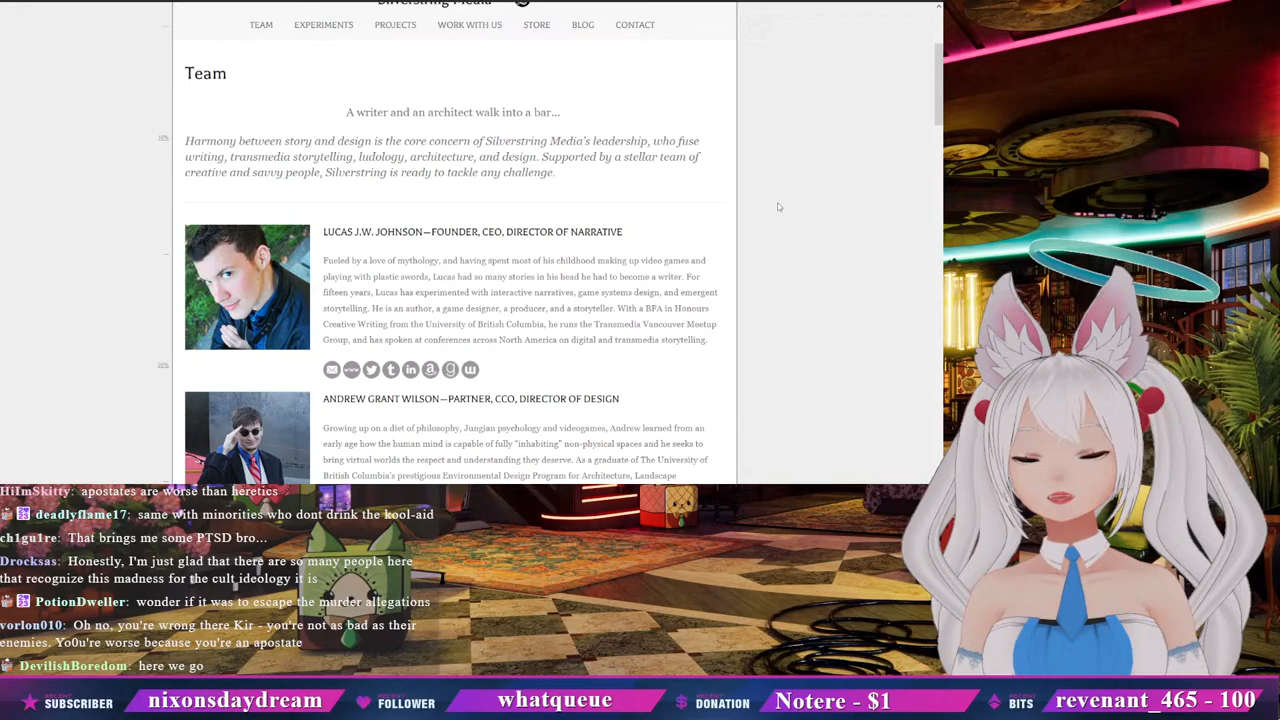 Silverstring Media
TEAM EXPERIMENTS PROJECTS WORK WITH US STORE BLOG CONTACT
Team
A writer and an architect walk into a bar…
Harmony between story and design is the core concern of Silverstring Media's leadership, who fuse
writing, transmedia storytelling, ludology, architecture, and design. Supported by a stellar team of
creative and savvy people, Silverstring is ready to tackle any challenge.
LUCAS J.W. JOHNSON—FOUNDER, CEO, DIRECTOR OF NARRATIVE
Fueled by a love of mythology, and having spent most of his childhood making up video games and
playing with plastic swords, Lucas had so many stories in his head he had to become a writer. For
fifteen years, Lucas has experimented with interactive narratives, game systems design, and emergent
storytelling. He is an author, a game designer, a producer, and a storyteller. With a BFA in Honours
Creative Writing from the University of British Columbia, he runs the Transmedia Vancouver Meetup
Group, and has spoken at conferences across North America on digital and transmedia storytelling.
www t in a g w
ANDREW GRANT WILSON—PARTNER, CCO, DIRECTOR OF DESIGN
Growing up on a diet of philosophy, Jungian psychology and videogames, Andrew learned from an
early age how the human mind is capable of fully "inhabiting" non-physical spaces and he seeks to
bring virtual worlds the respect and understanding they deserve. As a graduate of The University of
British Columbia's prestigious Environmental Design Program for Architecture, Landscape
HiImSkitty: apostates are worse than heretics
deadlyflame17: same with minorities who dont drink the kool-aid
ch1gu1re: That brings me some PTSD bro...
Drocksas: Honestly, I'm just glad that there are so many people here
that recognize this madness for the cult ideology it is
PotionDweller: wonder if it was to escape the murder allegations
vorlon010: Oh no, you're wrong there Kir - you're not as bad as their
enemies. Yo0u're worse because you're an apostate
DevilishBoredom: here we go
RECENT SUBSCRIBER nixonsdaydream RECENT FOLLOWER whatqueue RECENT DONATION Notere - $1 RECENT BITS revenant_465 - 100